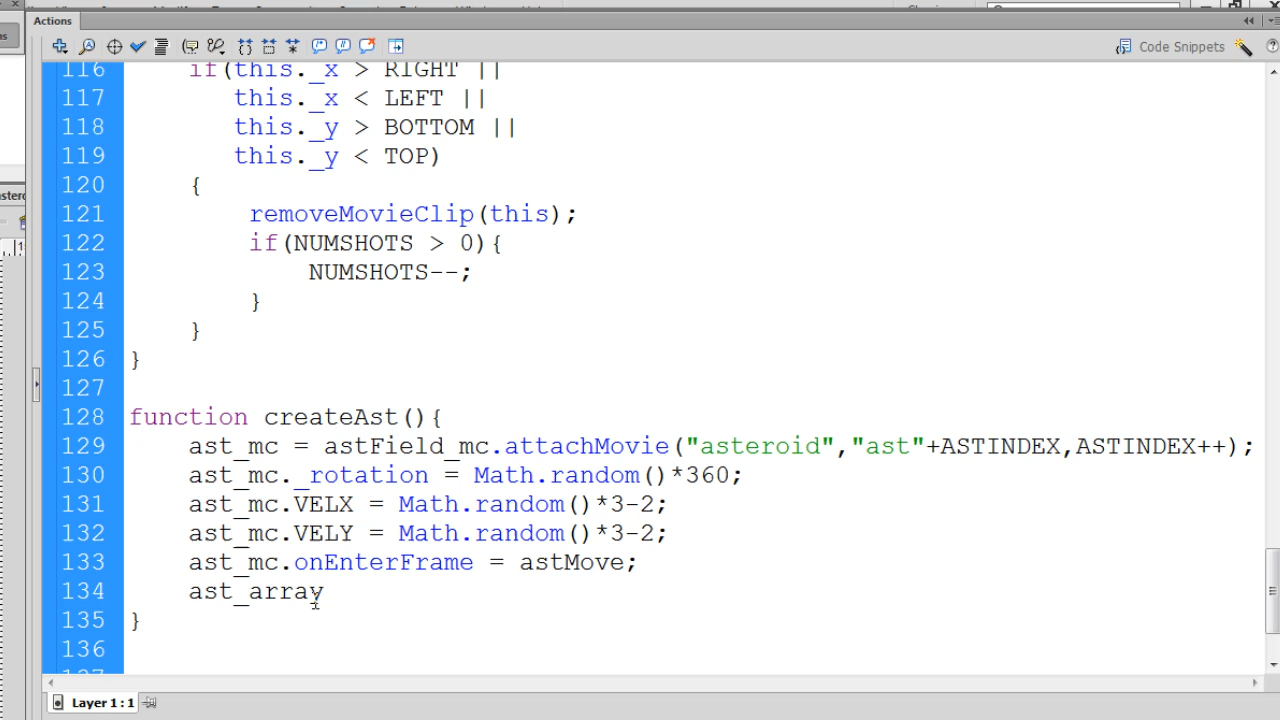 Actions
Code Snippets
116 if(this._x > RIGHT ||
117 this._x < LEFT ||
118 this._y > BOTTOM ||
119 this._y < TOP)
120 {
121 removeMovieClip(this);
122 if(NUMSHOTS > 0){
123 NUMSHOTS--;
124 }
125 }
126 }
127
128 function createAst(){
129 ast_mc = astField_mc.attachMovie("asteroid","ast"+ASTINDEX,ASTINDEX++);
130 ast_mc._rotation = Math.random()*360;
131 ast_mc.VELX = Math.random()*3-2;
132 ast_mc.VELY = Math.random()*3-2;
133 ast_mc.onEnterFrame = astMove;
134 ast_array
135 }
136
Layer 1 : 1